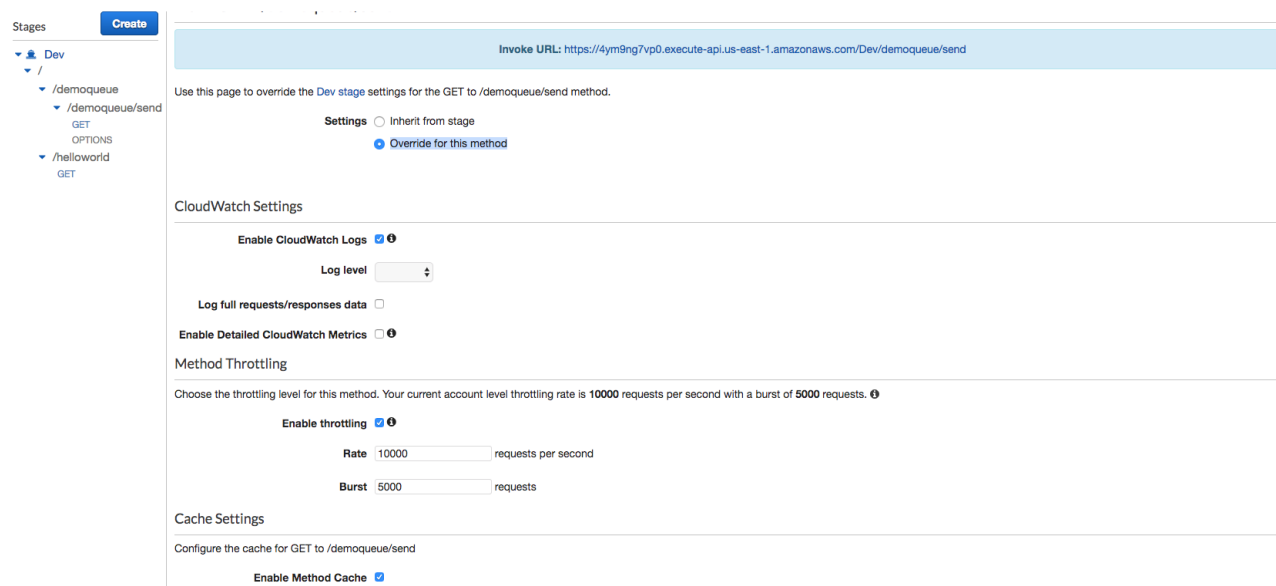 Stages
Create
Dev
/
/demoqueue
/demoqueue/send
GET
OPTIONS
/helloworld
GET
Invoke URL: https://4ym9ng7vp0.execute-api.us-east-1.amazonaws.com/Dev/demoqueue/send
Use this page to override the Dev stage settings for the GET to /demoqueue/send method.
Settings
Inherit from stage
Override for this method
CloudWatch Settings
Enable CloudWatch Logs
Log level
Log full requests/responses data
Enable Detailed CloudWatch Metrics
Method Throttling
Choose the throttling level for this method. Your current account level throttling rate is 10000 requests per second with a burst of 5000 requests.
Enable throttling
Rate 10000 requests per second
Burst 5000 requests
Cache Settings
Configure the cache for GET to /demoqueue/send
Enable Method Cache